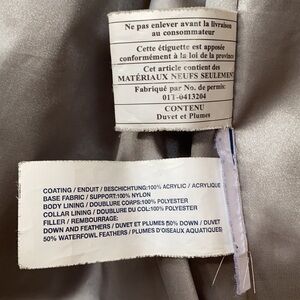 Ne pas enlever avant la livraison
au consommateur
Cette étiquette est apposée
conformément à la loi de la province
Cet article contient des
MATÉRIAUX NEUFS SEULEMENT
Fabriqué par No. de permis:
01T-0413204
CONTENU
Duvet et Plumes
COATING / ENDUIT / BESCHICHTUNG:100% ACRYLIC / ACRYLIQUE
BASE FABRIC / SUPPORT:100% NYLON
BODY LINING / DOUBLURE CORPS:100% POLYESTER
COLLAR LINING / DOUBLURE DU COL:100% POLYESTER
FILLER / REMBOURRAGE:
DOWN AND FEATHERS / DUVET ET PLUMES 50% DOWN / DUVET
50% WATERFOWL FEATHERS / PLUMES D'OISEAUX AQUATIQUES)